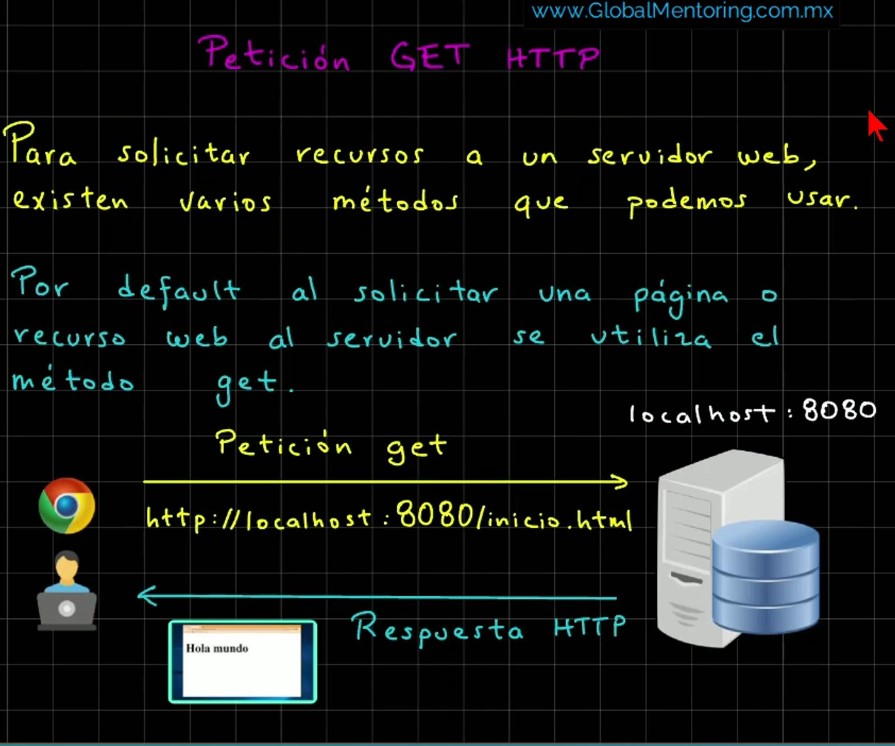 www.GlobalMentoring.com.mx
Petición GET HTTP
Para solicitar recursos a un servidor web,
existen varios métodos que podemos usar.
Por default al solicitar una página o
recurso web al servidor se utiliza el
método get.
localhost:8080
Petición get
http://localhost:8080/inicio.html
Respuesta HTTP
Hola mundo